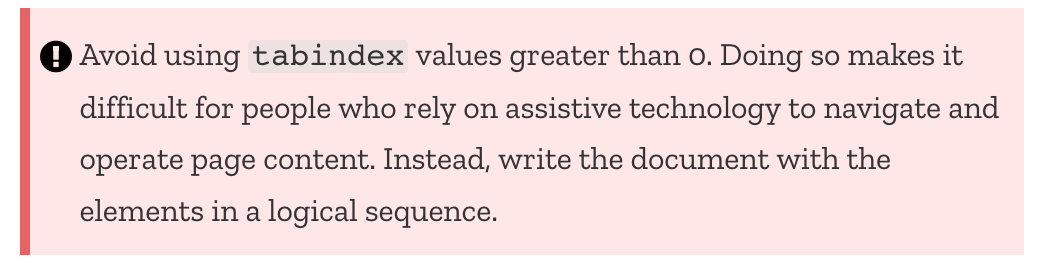 Avoid using tabindex values greater than 0. Doing so makes it
difficult for people who rely on assistive technology to navigate and
operate page content. Instead, write the document with the
elements in a logical sequence.